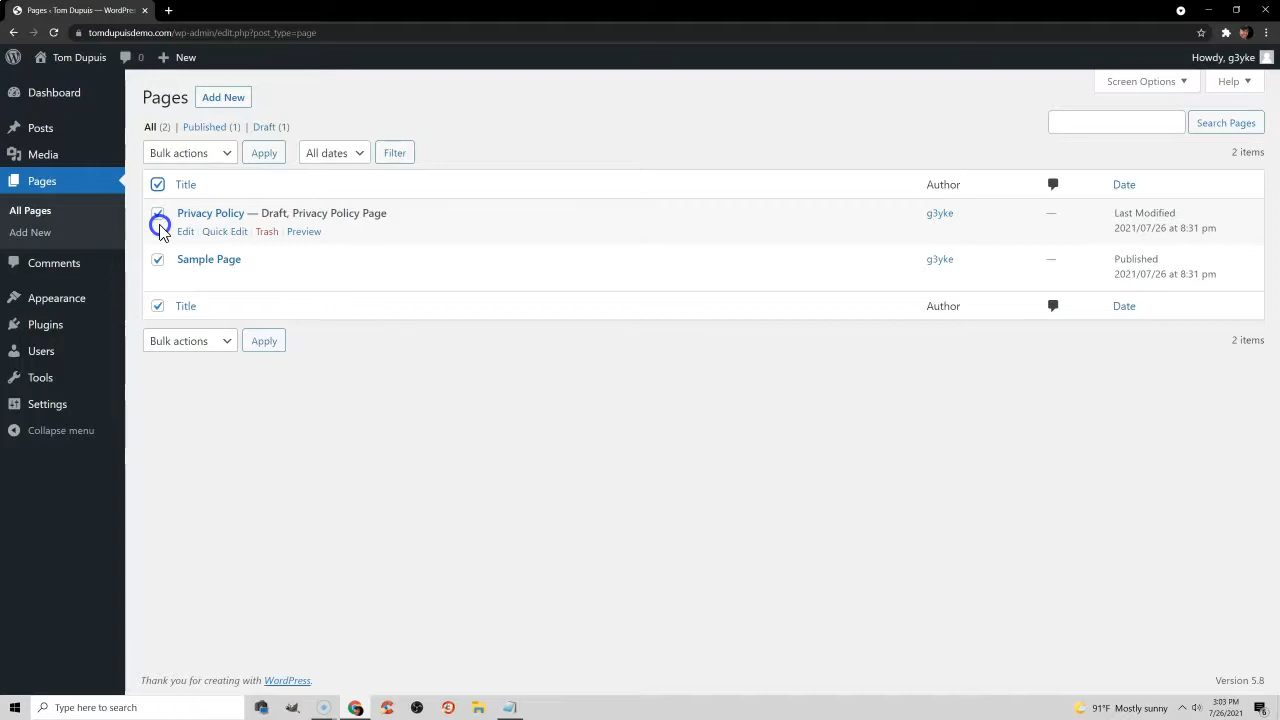 Pages ‹ Tom Dupuis — WordPres
tomdupuisdemo.com/wp-admin/edit.php?post_type=page
Tom Dupuis 0 New Howdy, g3yke
Screen Options Help
Dashboard
Posts
Media
Pages
All Pages
Add New
Comments
Appearance
Plugins
Users
Tools
Settings
Collapse menu
Pages Add New
All (2) | Published (1) | Draft (1)
Search Pages
Bulk actions Apply All dates Filter 2 items
Title Author Date
Privacy Policy — Draft, Privacy Policy Page g3yke — Last Modified
Edit Quick Edit Trash Preview 2021/07/26 at 8:31 pm
Sample Page g3yke — Published
2021/07/26 at 8:31 pm
Title Author Date
Bulk actions Apply 2 items
Thank you for creating with WordPress. Version 5.8
Type here to search 91°F Mostly sunny 3:03 PM
7/26/2021